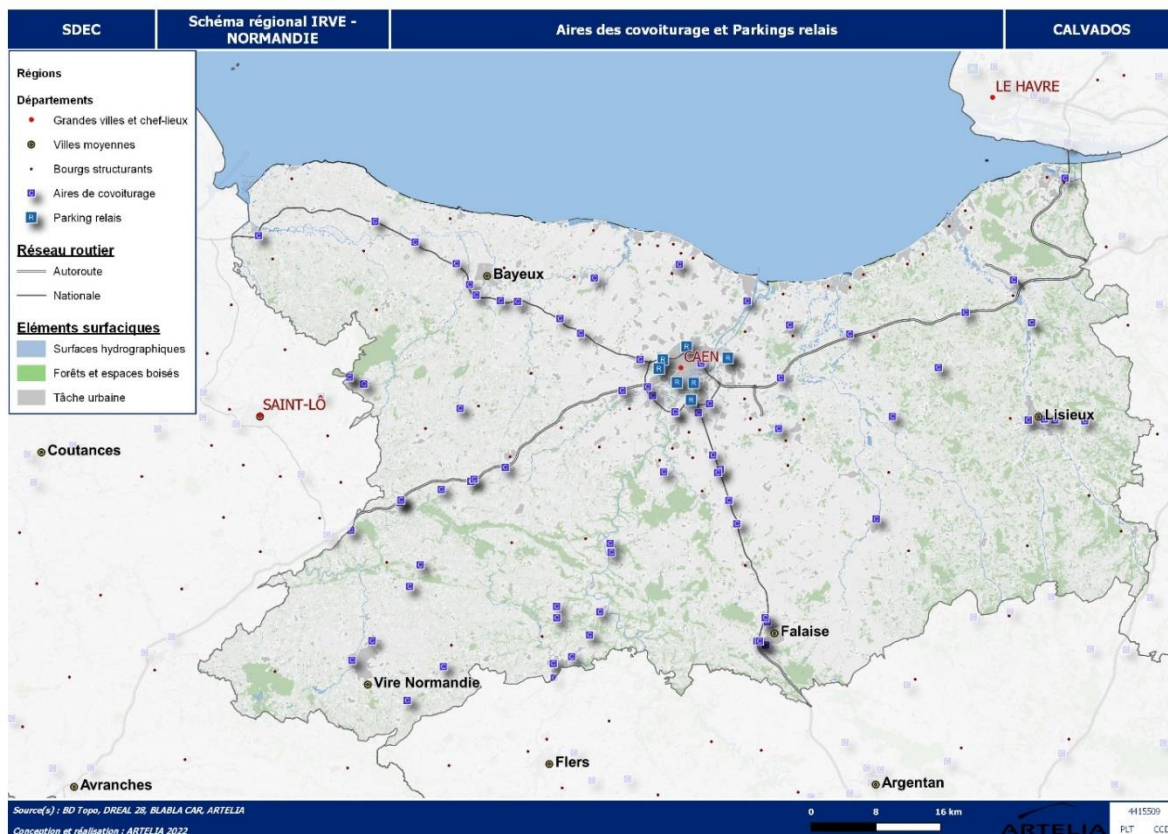 SDEC
Schéma régional IRVE -
NORMANDIE
Aires des covoiturage et Parkings relais
CALVADOS
Régions
Départements
Grandes villes et chef-lieux
Villes moyennes
Bourgs structurants
C Aires de covoiturage
R Parking relais
Réseau routier
Autoroute
Nationale
Eléments surfaciques
Surfaces hydrographiques
Forêts et espaces boisés
Tâche urbaine
LE HAVRE
Bayeux
CAEN
SAINT-LÔ
Lisieux
Coutances
Falaise
Vire Normandie
Flers
Avranches
Argentan
Source(s) : BD Topo, DREAL 28, BLABLA CAR, ARTELIA
Conception et réalisation : ARTELIA 2022
0 8 16 km
ARTELIA
4415509
PLT